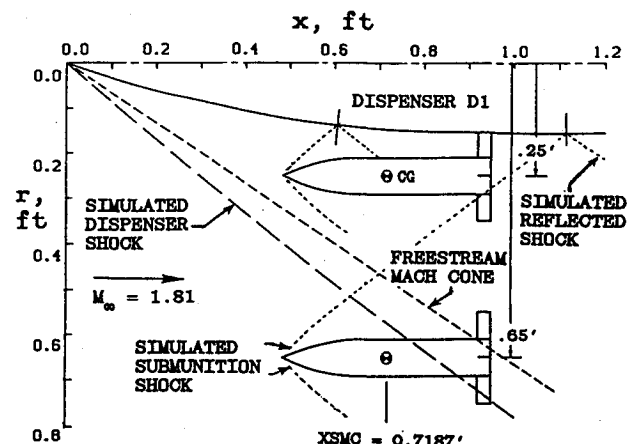 x, ft
0.0 0.2 0.4 0.6 0.8 1.0 1.2
0.0
DISPENSER D1
0.2
.25'
Θ CG
r,
ft
SIMULATED
DISPENSER
SHOCK
SIMULATED
REFLECTED
SHOCK
0.4
FREESTREAM
MACH CONE
M∞ = 1.81
0.6
SIMULATED
SUBMUNITION
SHOCK
Θ
.65'
0.8
XSMC = 0.7187'